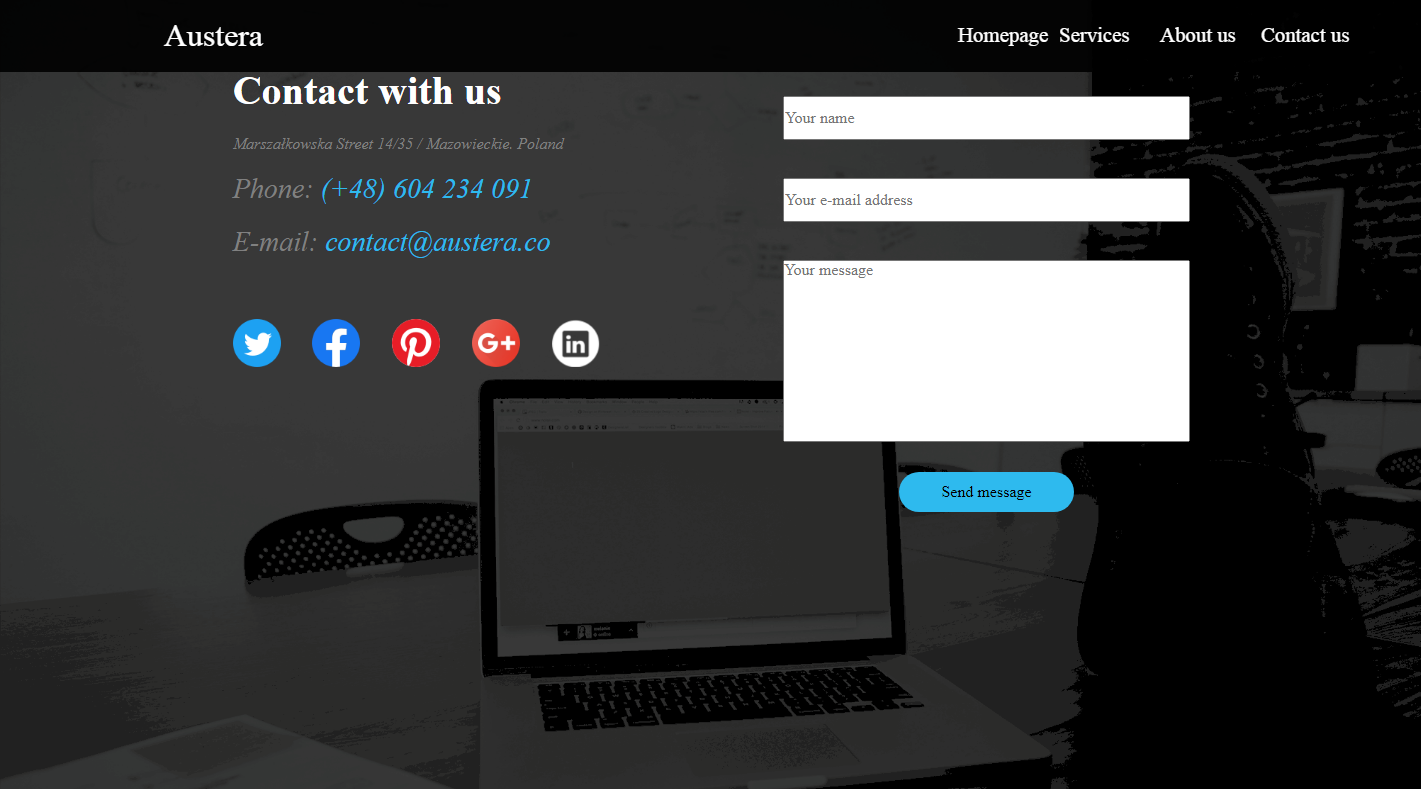 Austera
Homepage Services About us Contact us
Contact with us
Marszałkowska Street 14/35 / Mazowieckie. Poland
Phone: (+48) 604 234 091
E-mail: contact@austera.co
G+
in
Your name
Your e-mail address
Your message
Send message